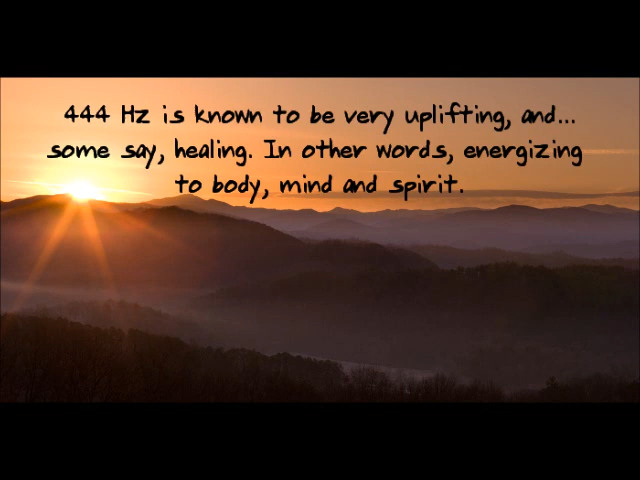 444 Hz is known to be very uplifting, and...
some say, healing. In other words, energizing
to body, mind and spirit.